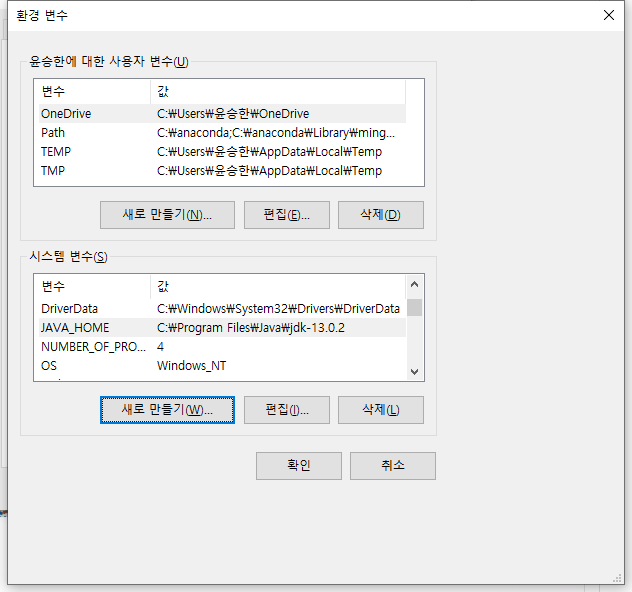 환경 변수
윤승한에 대한 사용자 변수(U)
변수 값
OneDrive C:₩Users₩윤승한₩OneDrive
Path C:₩anaconda;C:₩anaconda₩Library₩ming...
TEMP C:₩Users₩윤승한₩AppData₩Local₩Temp
TMP C:₩Users₩윤승한₩AppData₩Local₩Temp
새로 만들기(N)... 편집(E)... 삭제(D)
시스템 변수(S)
변수 값
DriverData C:₩Windows₩System32₩Drivers₩DriverData
JAVA_HOME C:₩Program Files₩Java₩jdk-13.0.2
NUMBER_OF_PRO... 4
OS Windows_NT
새로 만들기(W)... 편집(I)... 삭제(L)
확인 취소